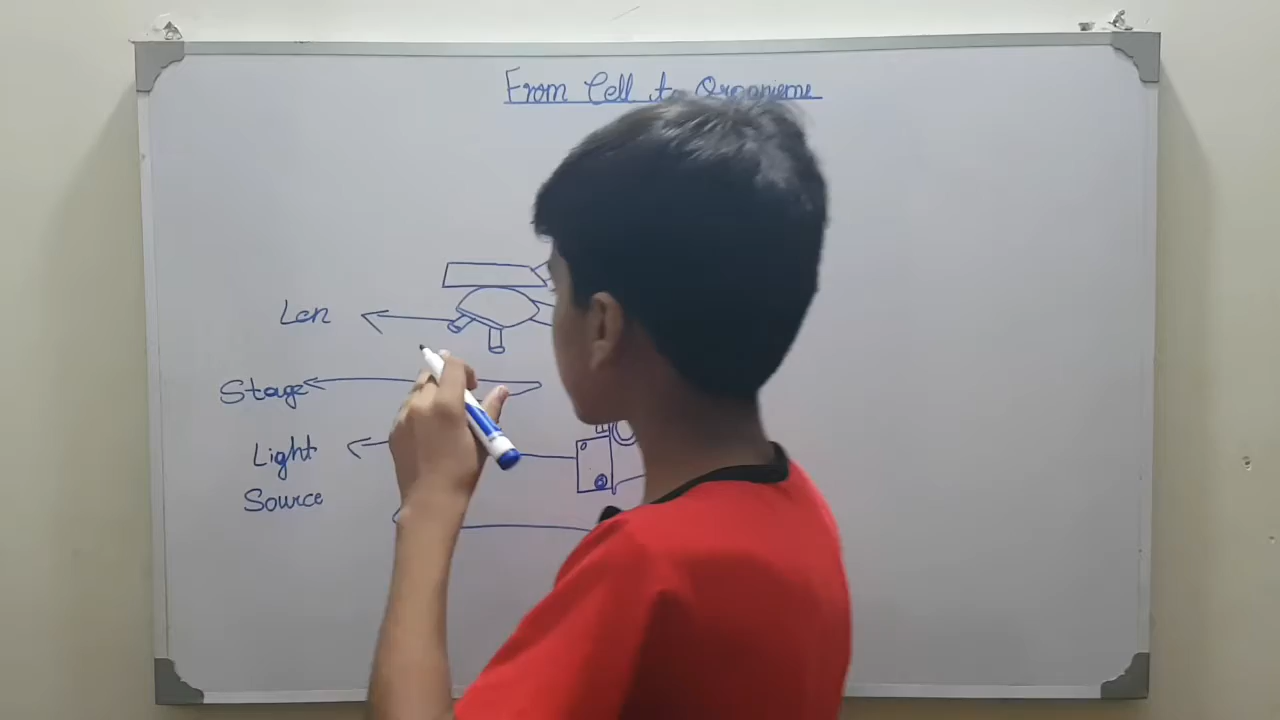 From Cell to Organisms
Len
Stage
Light
Source